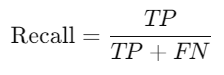 Recall = TP / TP + FN